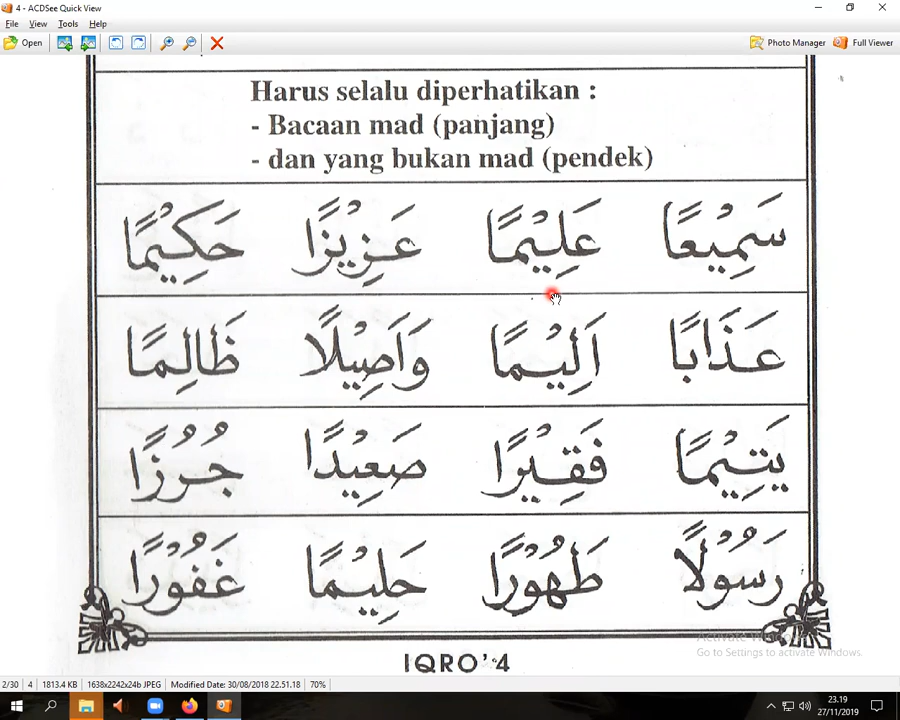 4 - ACDSee Quick View
File View Tools Help
Open Photo Manager Full Viewer
Harus selalu diperhatikan :
- Bacaan mad (panjang)
- dan yang bukan mad (pendek)
سَمِيْعًا عَلِيْمًا عَزِيْزًا حَكِيْمًا
عَذَابًا اَلِيْمًا وَاَصِيْلًا ظَالِمًا
يَتِيْمًا فَقِيْرًا صَعِيْدًا جُرُزًا
رَسُوْلًا طَهُوْرًا حَلِيْمًا غَفُوْرًا
Activate Windows
Go to Settings to activate Windows.
IQRO' 4
2/30 4 1813.4 KB 1638x2242x24b JPEG Modified Date: 30/08/2018 22.51.18 70%
23.19
27/11/2019